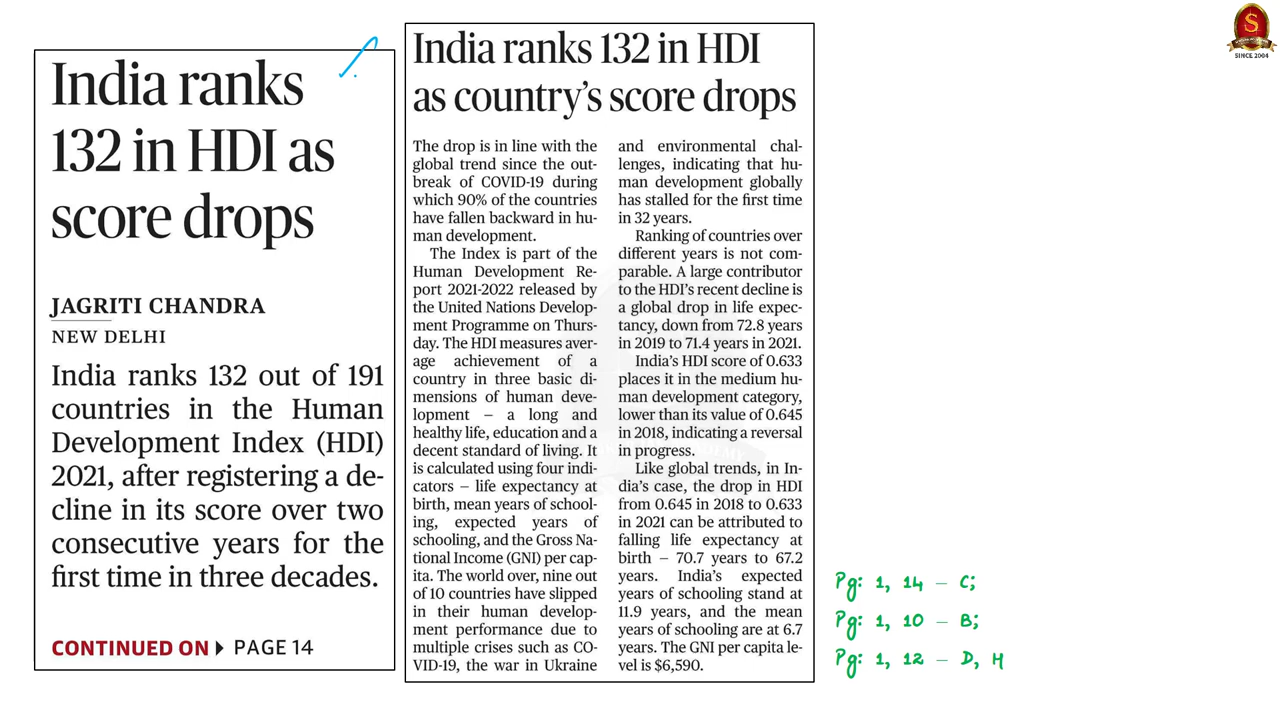 India ranks
132 in HDI as
score drops
JAGRITI CHANDRA
NEW DELHI
India ranks 132 out of 191
countries in the Human
Development Index (HDI)
2021, after registering a de-
cline in its score over two
consecutive years for the
first time in three decades.
CONTINUED ON PAGE 14
India ranks 132 in HDI
as country's score drops
The drop is in line with the
global trend since the out-
break of COVID-19 during
which 90% of the countries
have fallen backward in hu-
man development.
The Index is part of the
Human Development Re-
port 2021-2022 released by
the United Nations Develop-
ment Programme on Thurs-
day. The HDI measures aver-
age achievement of a
country in three basic di-
mensions of human deve-
lopment — a long and
healthy life, education and a
decent standard of living. It
is calculated using four indi-
cators — life expectancy at
birth, mean years of school-
ing, expected years of
schooling, and the Gross Na-
tional Income (GNI) per cap-
ita. The world over, nine out
of 10 countries have slipped
in their human develop-
ment performance due to
multiple crises such as CO-
VID-19, the war in Ukraine
and environmental chal-
lenges, indicating that hu-
man development globally
has stalled for the first time
in 32 years.
Ranking of countries over
different years is not com-
parable. A large contributor
to the HDI's recent decline is
a global drop in life expec-
tancy, down from 72.8 years
in 2019 to 71.4 years in 2021.
India's HDI score of 0.633
places it in the medium hu-
man development category,
lower than its value of 0.645
in 2018, indicating a reversal
in progress.
Like global trends, in In-
dia's case, the drop in HDI
from 0.645 in 2018 to 0.633
in 2021 can be attributed to
falling life expectancy at
birth — 70.7 years to 67.2
years. India's expected
years of schooling stand at
11.9 years, and the mean
years of schooling are at 6.7
years. The GNI per capita le-
vel is $6,590.
Pg: 1, 14 – C;
Pg: 1, 10 – B;
Pg: 1, 12 – D, H
S
SINCE 2004